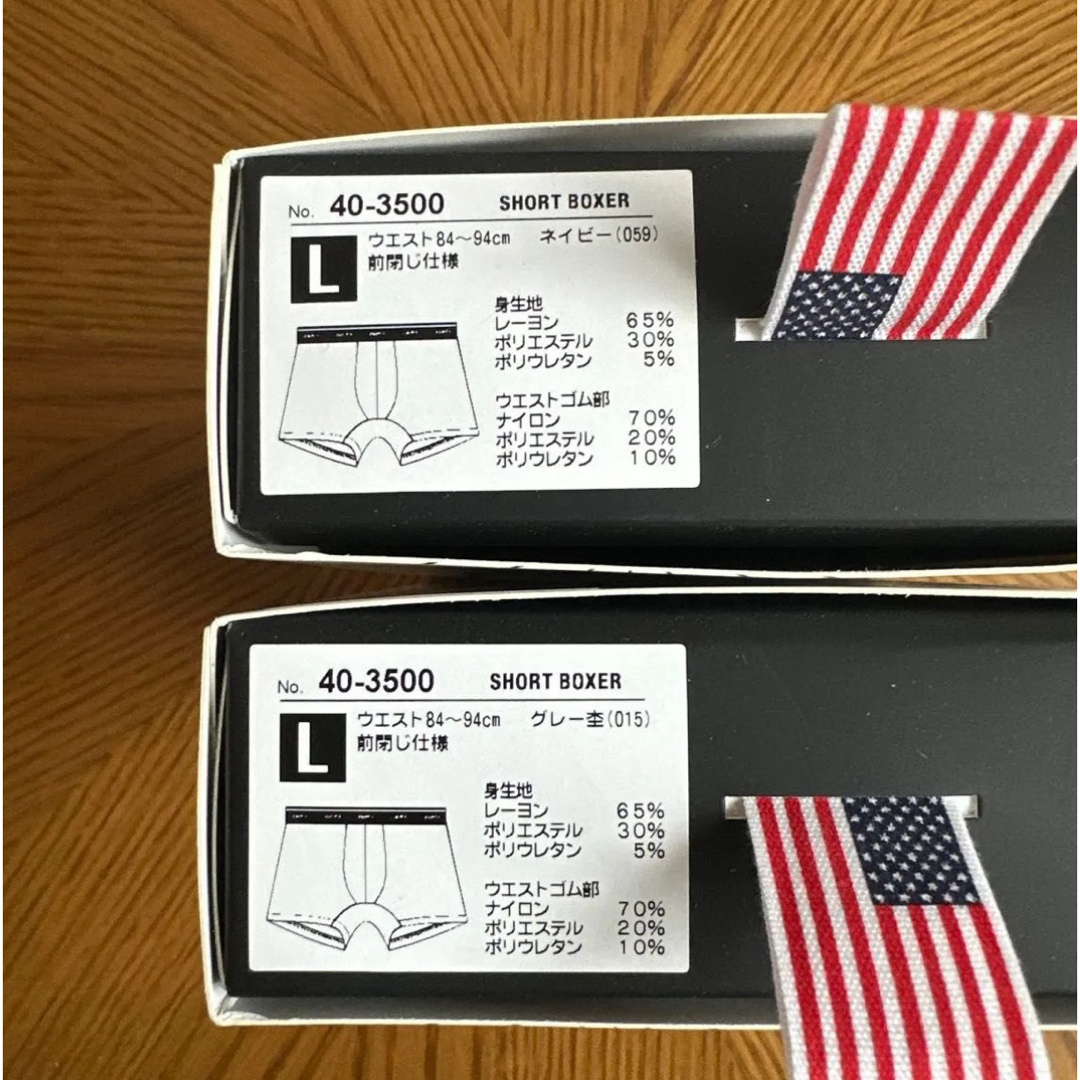 No. 40-3500 SHORT BOXER
L ウエスト84～94cm ネイビー(059)
前閉じ仕様
身生地
レーヨン 65%
ポリエステル 30%
ポリウレタン 5%
ウエストゴム部
ナイロン 70%
ポリエステル 20%
ポリウレタン 10%
No. 40-3500 SHORT BOXER
L ウエスト84～94cm グレー杢(015)
前閉じ仕様
身生地
レーヨン 65%
ポリエステル 30%
ポリウレタン 5%
ウエストゴム部
ナイロン 70%
ポリエステル 20%
ポリウレタン 10%